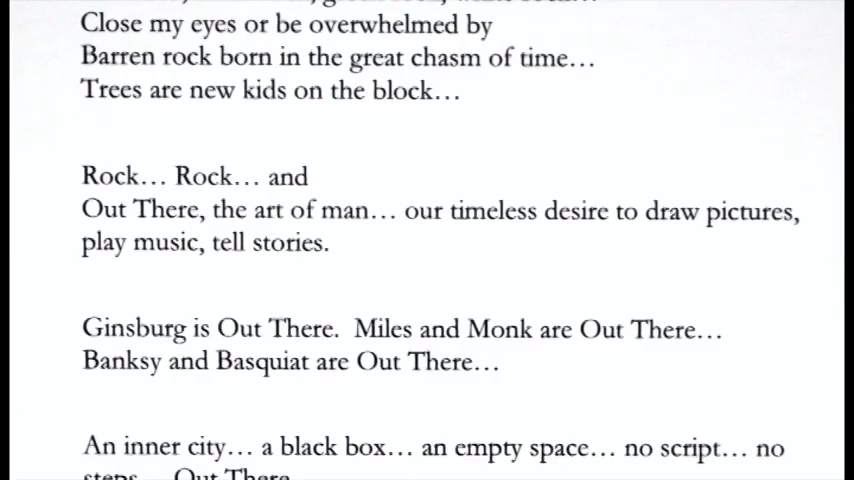 Close my eyes or be overwhelmed by
Barren rock born in the great chasm of time…
Trees are new kids on the block…
Rock… Rock… and
Out There, the art of man… our timeless desire to draw pictures,
play music, tell stories.
Ginsburg is Out There. Miles and Monk are Out There…
Banksy and Basquiat are Out There…
An inner city… a black box… an empty space… no script… no
steps… Out There